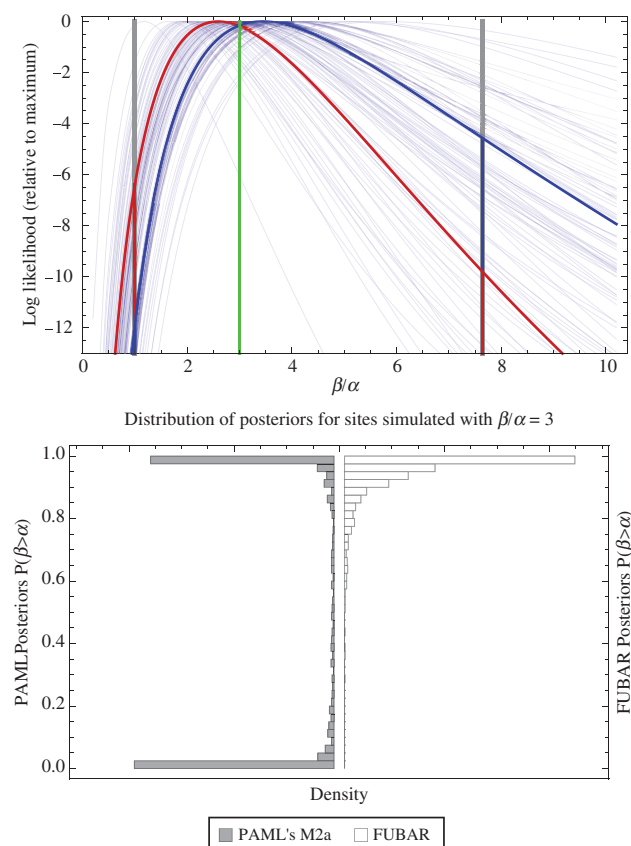 Log likelihood (relative to maximum)
0
−2
−4
−6
−8
−10
−12
0 2 4 6 8 10
β/α
Distribution of posteriors for sites simulated with β/α = 3
PAMLPosteriors P(β>α)
1.0
0.8
0.6
0.4
0.2
0.0
FUBAR Posteriors P(β>α)
Density
PAML's M2a FUBAR